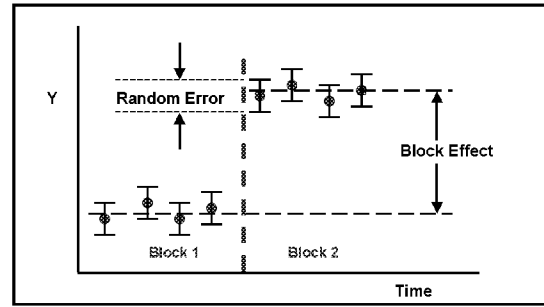 Y
Random Error
Block Effect
Block 1
Block 2
Time